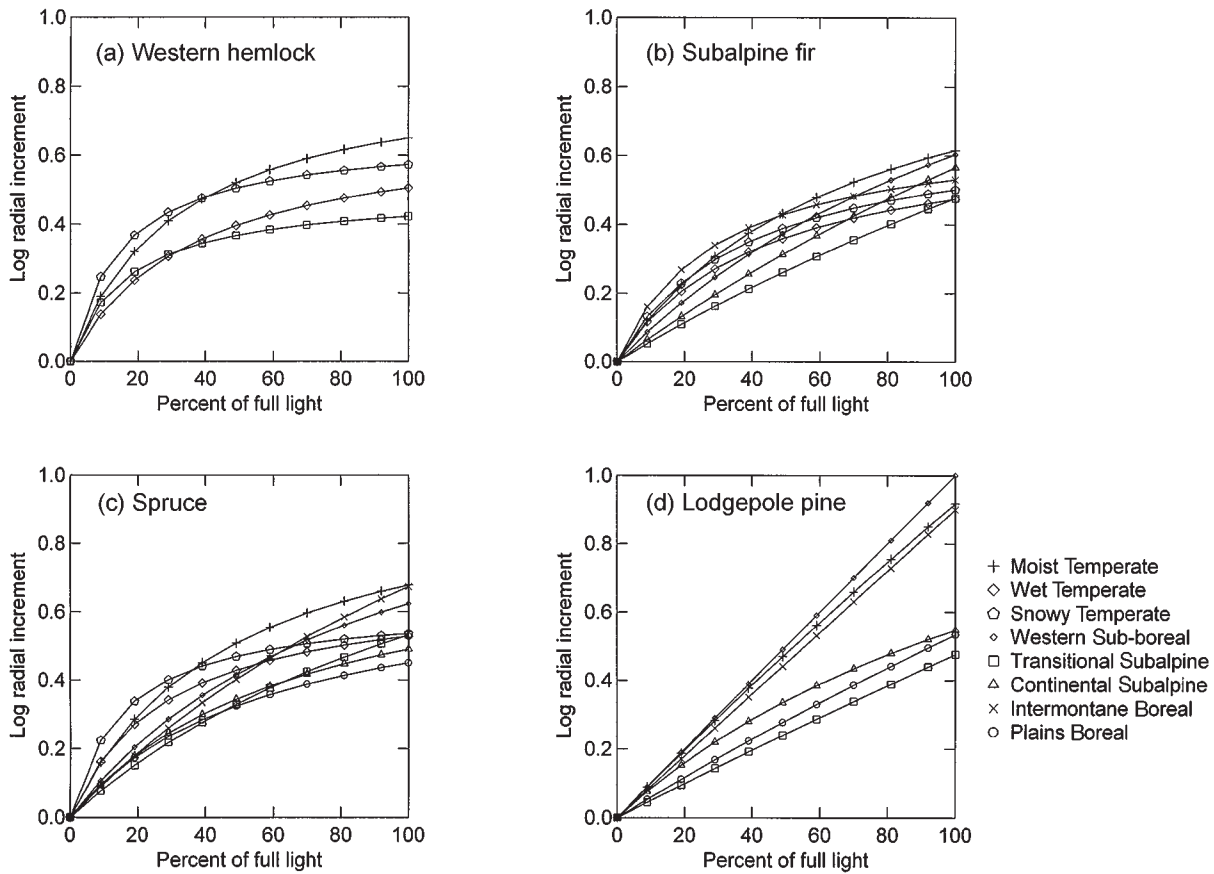 (a) Western hemlock
Log radial increment
1.0
0.8
0.6
0.4
0.2
0.0
0 20 40 60 80 100
Percent of full light
(b) Subalpine fir
Log radial increment
1.0
0.8
0.6
0.4
0.2
0.0
0 20 40 60 80 100
Percent of full light
(c) Spruce
Log radial increment
1.0
0.8
0.6
0.4
0.2
0.0
0 20 40 60 80 100
Percent of full light
(d) Lodgepole pine
Log radial increment
1.0
0.8
0.6
0.4
0.2
0.0
0 20 40 60 80 100
Percent of full light
Moist Temperate
Wet Temperate
Snowy Temperate
Western Sub-boreal
Transitional Subalpine
Continental Subalpine
Intermontane Boreal
Plains Boreal